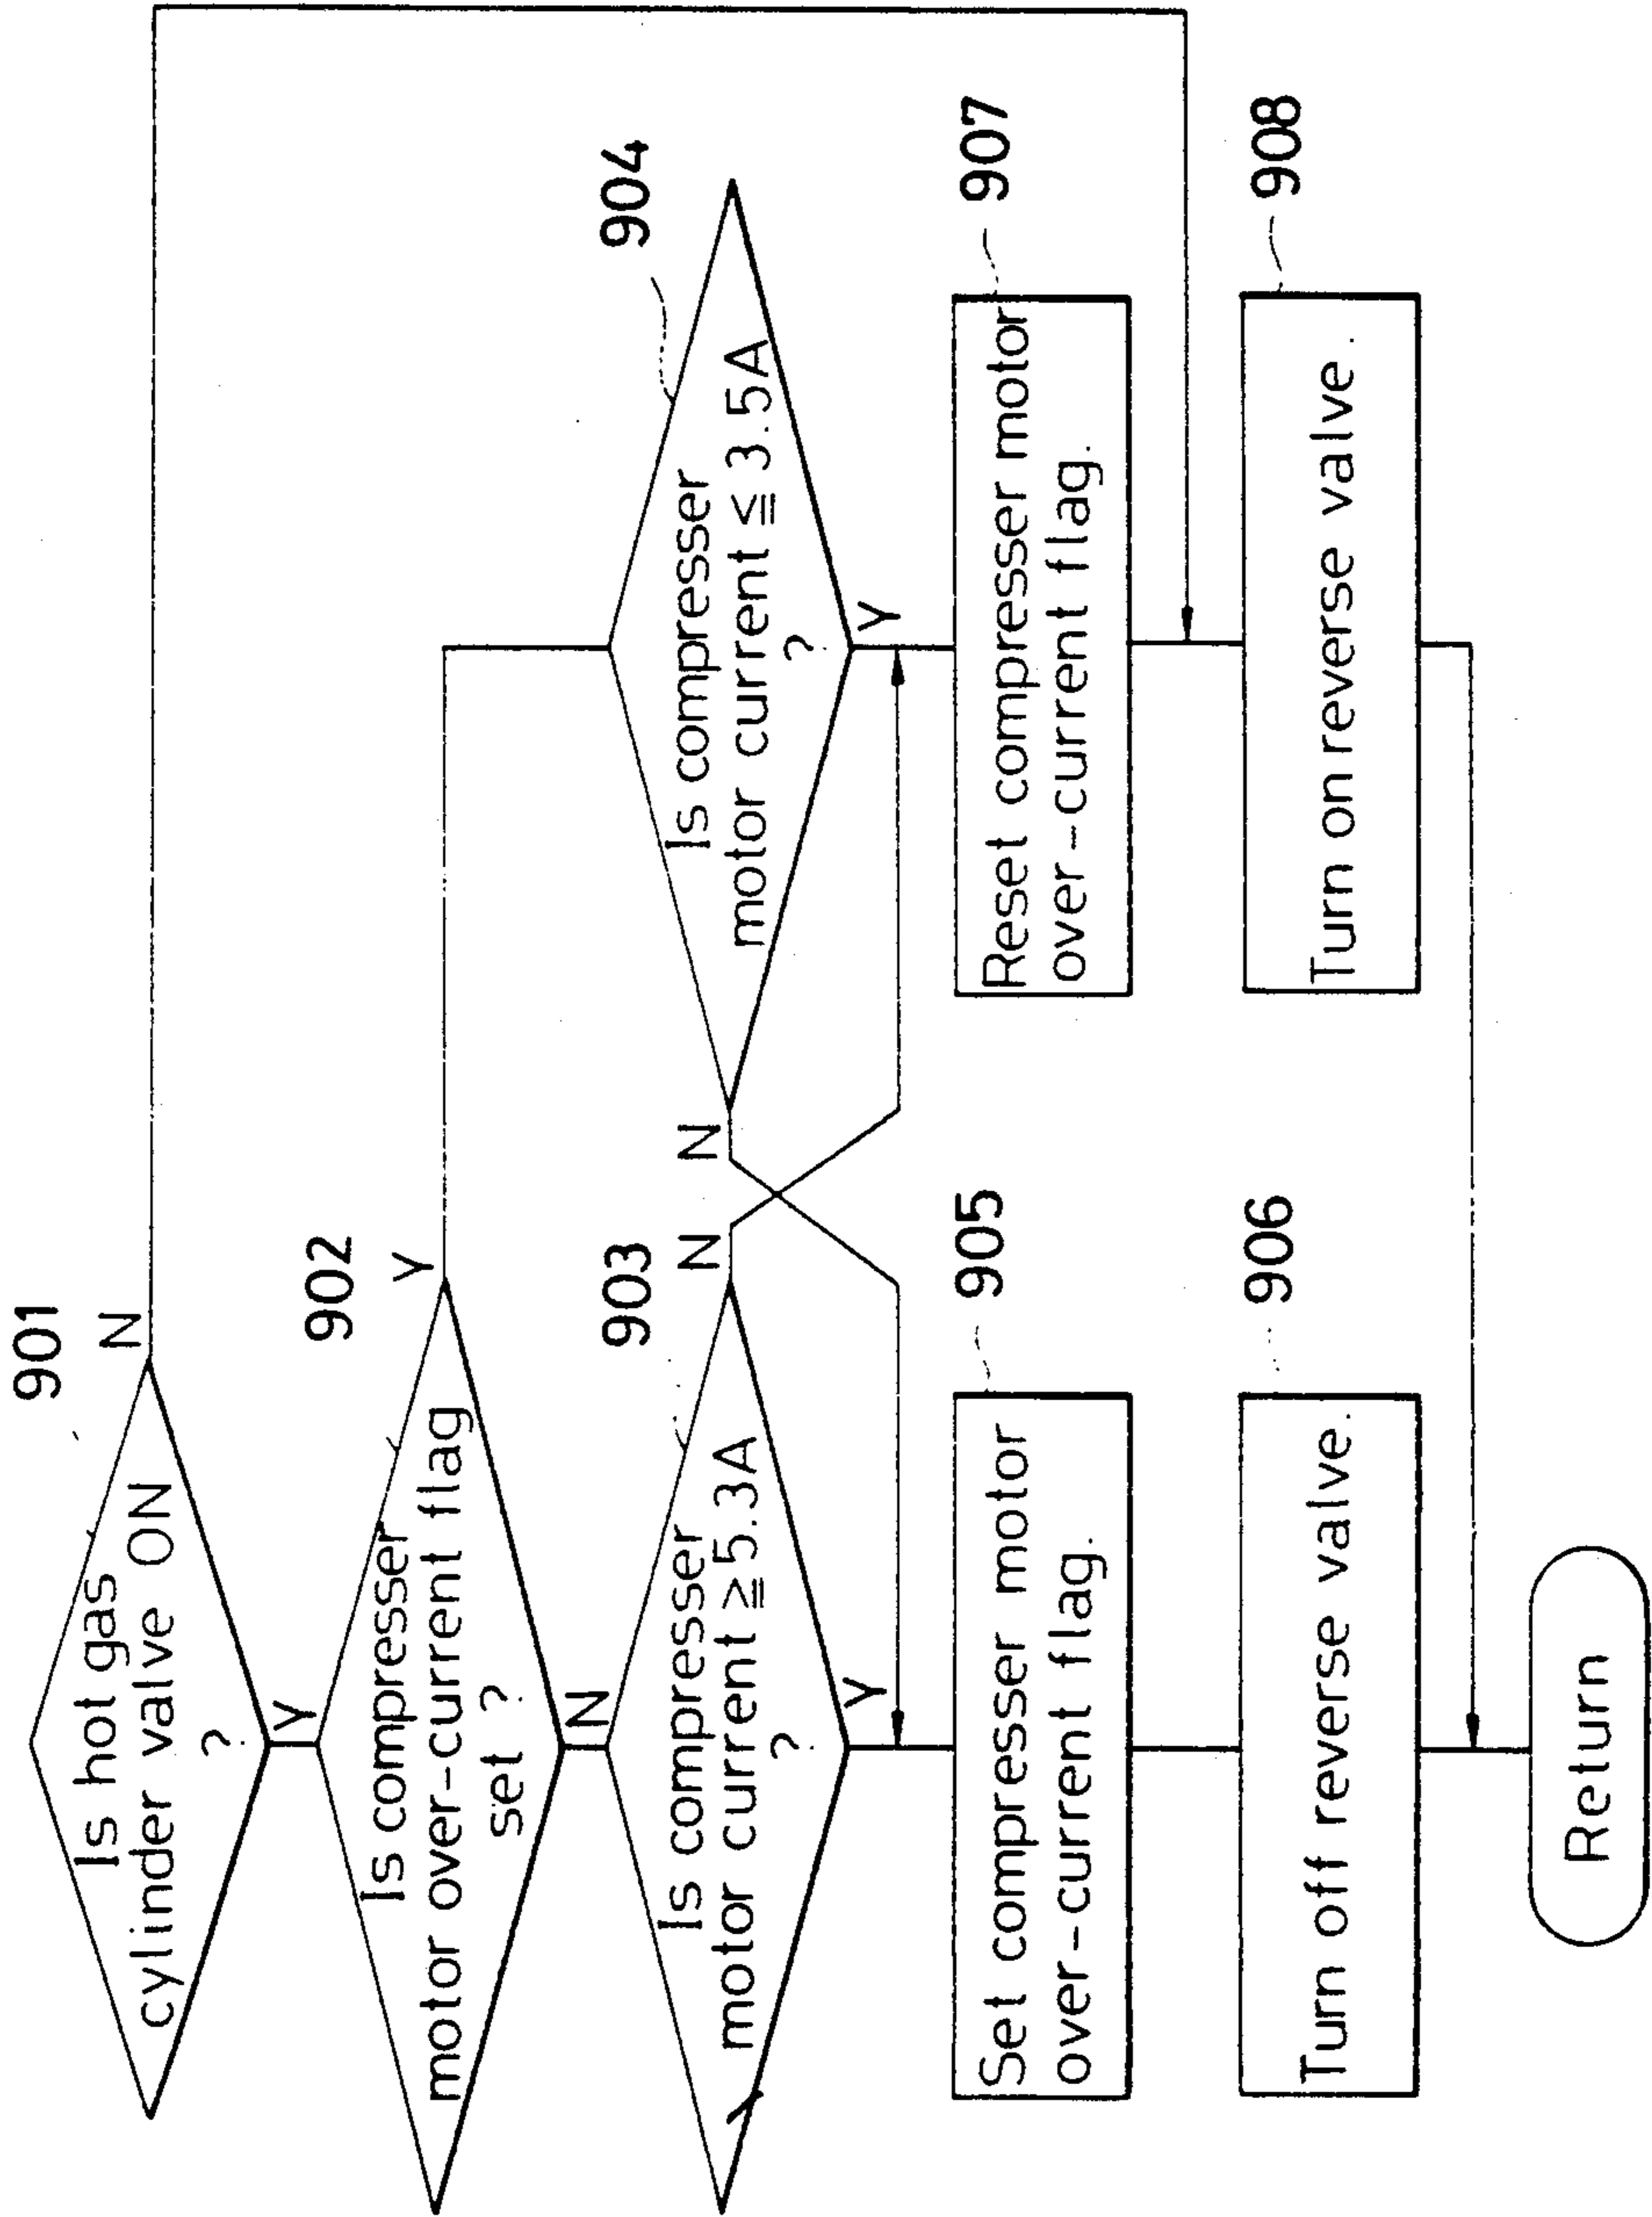 901
Is hot gas
cylinder valve ON
?
N
Y
902
Is compresser
motor over-current flag
set ?
Y
N
903
Is compresser
motor current ≧ 5.3A
?
N
Y
904
Is compresser
motor current ≦ 3.5A
?
N
Y
905
Set compresser motor
over-current flag.
907
Reset compresser motor
over-current flag.
906
Turn off reverse valve.
908
Turn on reverse valve.
Return